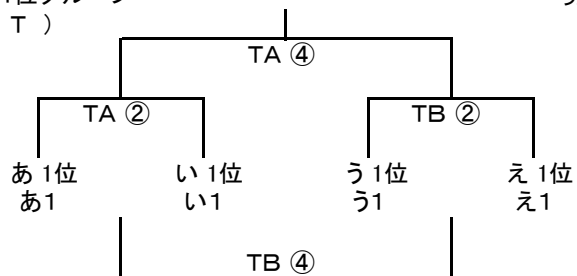 T ）
TA ④
TA ② TB ②
あ 1位 い 1位 う 1位 え 1位
あ1 い1 う1 え1
TB ④